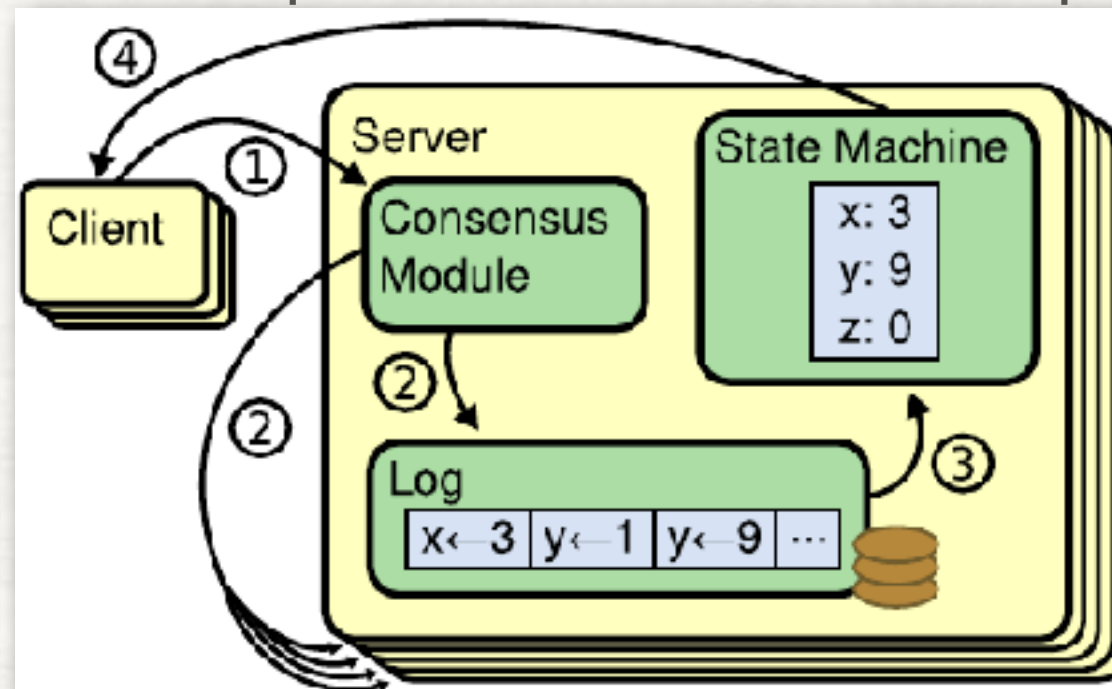 ④
①
Server
State Machine
Client
Consensus
Module
x: 3
y: 9
z: 0
②
②
③
Log
x←3 y←1 y←9 ...